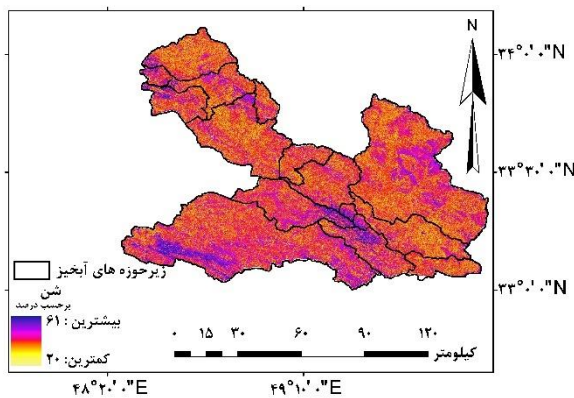 N
۳۴°۰'۰"N
۳۳°۳۰'۰"N
۳۳°۰'۰"N
زیرحوزه های آبخیز
شن
برحسب درصد
بیشترین : ۶۱
کمترین : ۲۰
۰ ۱۵ ۳۰ ۶۰ ۹۰ ۱۲۰
کیلومتر
۴۸°۲۰'۰"E
۴۹°۱۰'۰"E